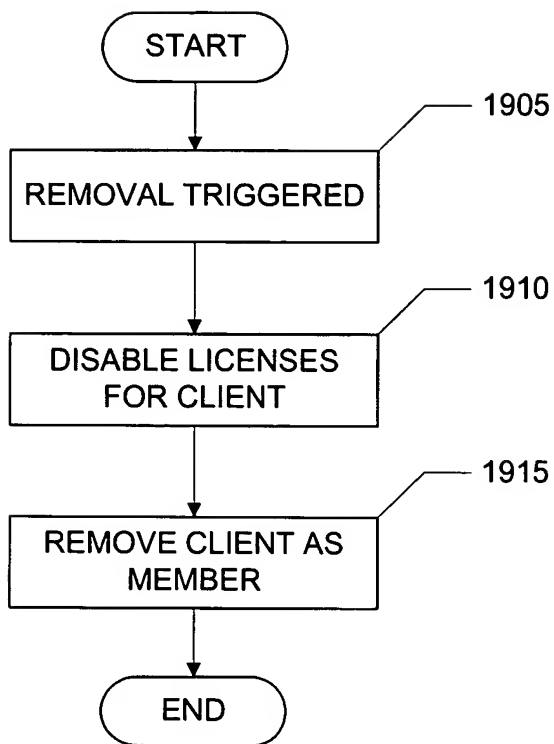 START
1905
REMOVAL TRIGGERED
1910
DISABLE LICENSES
FOR CLIENT
1915
REMOVE CLIENT AS
MEMBER
END